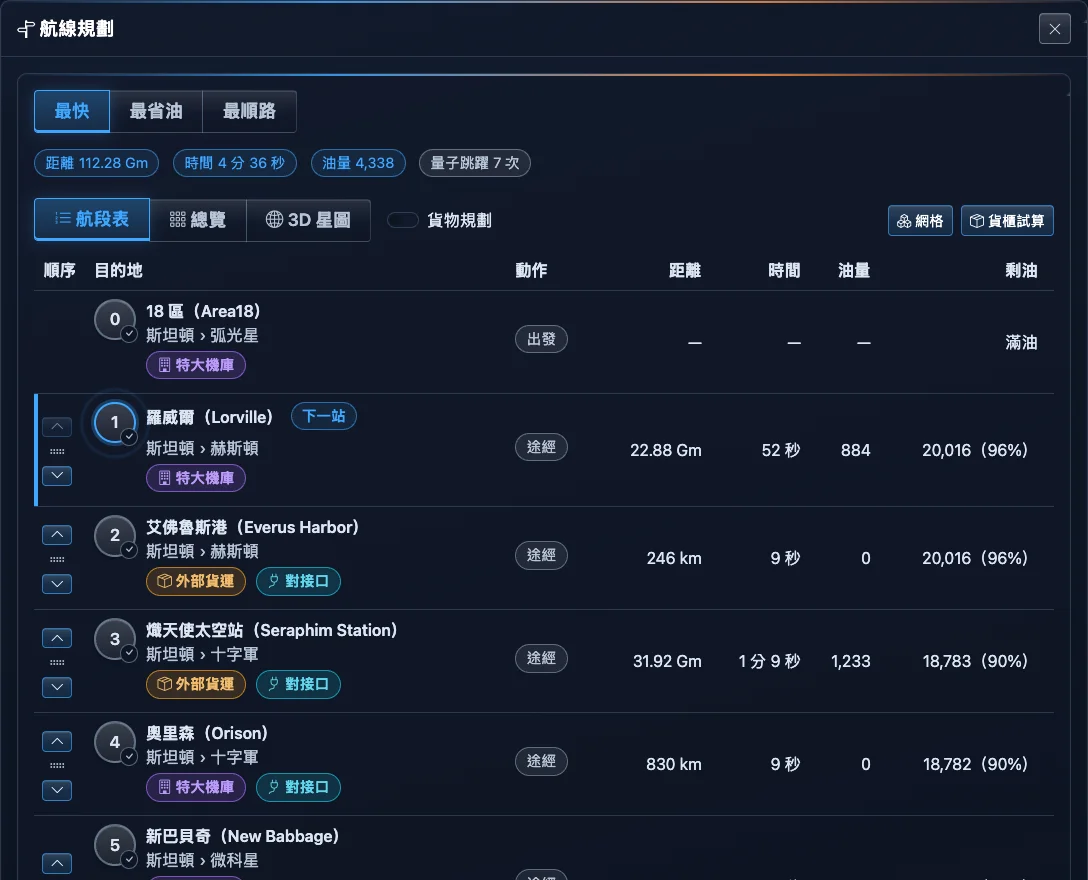 航線規劃
最快 最省油 最順路
距離 112.28 Gm 時間 4 分 36 秒 油量 4,338 量子跳躍 7 次
航段表 總覽 3D 星圖 貨物規劃 網格 貨櫃試算
順序 目的地 動作 距離 時間 油量 剩油
0 18 區（Area18）
斯坦頓 › 弧光星
特大機庫
出發 — — — 滿油
1 羅威爾（Lorville） 下一站
斯坦頓 › 赫斯頓
特大機庫
途經 22.88 Gm 52 秒 884 20,016（96%）
2 艾佛魯斯港（Everus Harbor）
斯坦頓 › 赫斯頓
外部貨運 對接口
途經 246 km 9 秒 0 20,016（96%）
3 熾天使太空站（Seraphim Station）
斯坦頓 › 十字軍
外部貨運 對接口
途經 31.92 Gm 1 分 9 秒 1,233 18,783（90%）
4 奧里森（Orison）
斯坦頓 › 十字軍
特大機庫 對接口
途經 830 km 9 秒 0 18,782（90%）
5 新巴貝奇（New Babbage）
斯坦頓 › 微科星